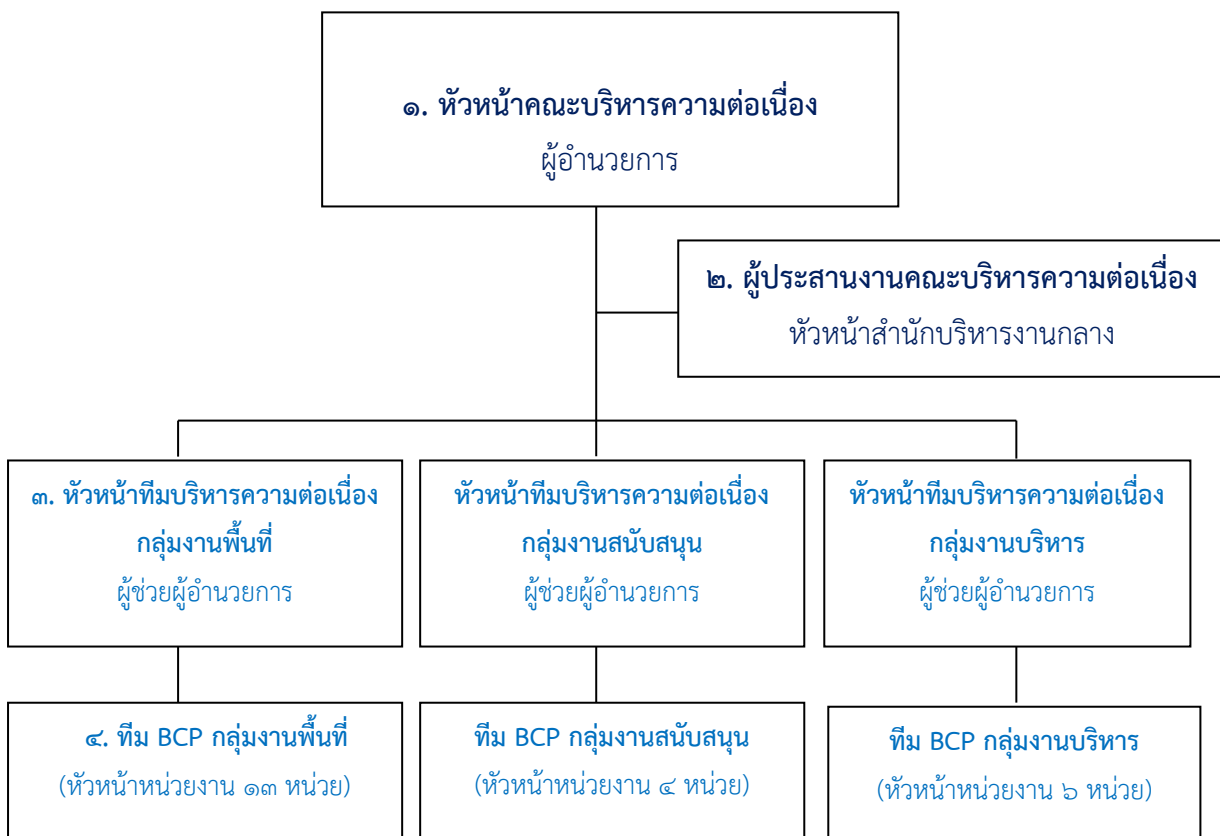 ๑. หัวหน้าคณะบริหารความต่อเนื่อง
ผู้อำนวยการ
๒. ผู้ประสานงานคณะบริหารความต่อเนื่อง
หัวหน้าสำนักบริหารงานกลาง
๓. หัวหน้าทีมบริหารความต่อเนื่อง
กลุ่มงานพื้นที่
ผู้ช่วยผู้อำนวยการ
หัวหน้าทีมบริหารความต่อเนื่อง
กลุ่มงานสนับสนุน
ผู้ช่วยผู้อำนวยการ
หัวหน้าทีมบริหารความต่อเนื่อง
กลุ่มงานบริหาร
ผู้ช่วยผู้อำนวยการ
๔. ทีม BCP กลุ่มงานพื้นที่
(หัวหน้าหน่วยงาน ๑๓ หน่วย)
ทีม BCP กลุ่มงานสนับสนุน
(หัวหน้าหน่วยงาน ๔ หน่วย)
ทีม BCP กลุ่มงานบริหาร
(หัวหน้าหน่วยงาน ๖ หน่วย)